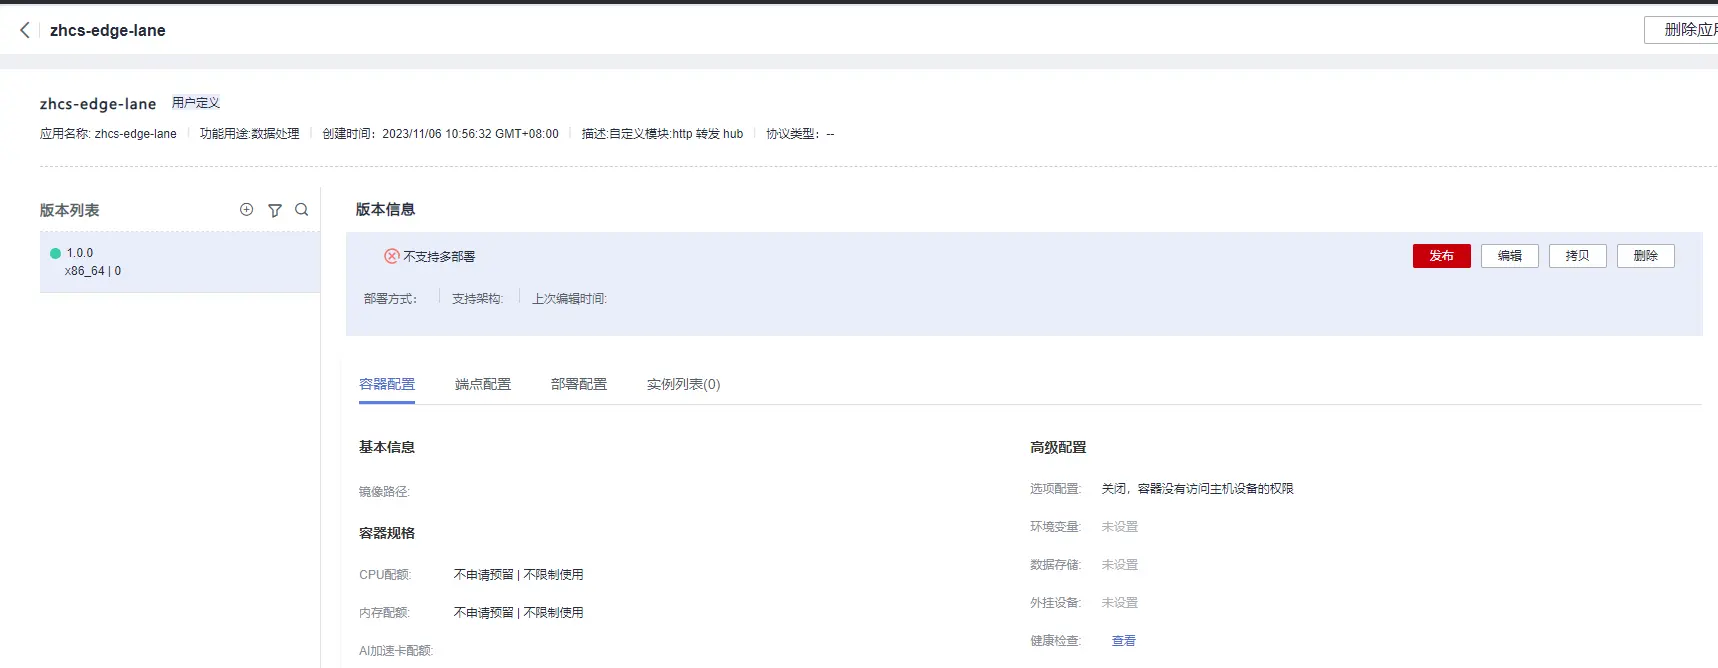 zhcs-edge-lane
删除应用
zhcs-edge-lane 用户定义
应用名称: zhcs-edge-lane 功能用途:数据处理 创建时间: 2023/11/06 10:56:32 GMT+08:00 描述:自定义模块:http 转发 hub 协议类型: --
版本列表
1.0.0
x86_64 | 0
版本信息
不支持多部署
发布 编辑 拷贝 删除
部署方式: 支持架构: 上次编辑时间:
容器配置 端点配置 部署配置 实例列表(0)
基本信息
镜像路径:
容器规格
CPU配额: 不申请预留 | 不限制使用
内存配额: 不申请预留 | 不限制使用
AI加速卡配额:
高级配置
选项配置: 关闭，容器没有访问主机设备的权限
环境变量: 未设置
数据存储: 未设置
外挂设备: 未设置
健康检查: 查看